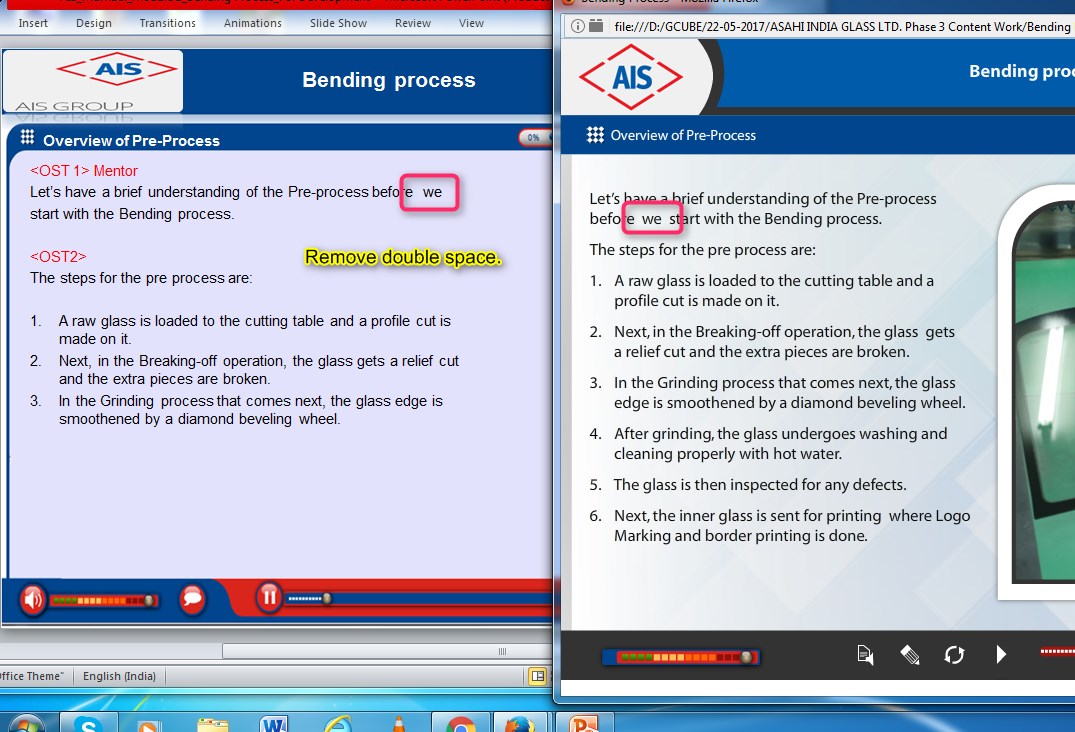 Insert Design Transitions Animations Slide Show Review View
AIS
AIS GROUP
Bending process
Overview of Pre-Process
0%
<OST 1> Mentor
Let's have a brief understanding of the Pre-process before  we
start with the Bending process.
<OST2>
Remove double space.
The steps for the pre process are:
1. A raw glass is loaded to the cutting table and a profile cut is
made on it.
2. Next, in the Breaking-off operation, the glass gets a relief cut
and the extra pieces are broken.
3. In the Grinding process that comes next, the glass edge is
smoothened by a diamond beveling wheel.
ffice Theme" English (India)
Bending Process - Mozilla Firefox
file:///D:/GCUBE/22-05-2017/ASAHI INDIA GLASS LTD. Phase 3 Content Work/Bending
AIS
Bending proc
Overview of Pre-Process
Let's have a brief understanding of the Pre-process
before  we  start with the Bending process.
The steps for the pre process are:
1. A raw glass is loaded to the cutting table and a
profile cut is made on it.
2. Next, in the Breaking-off operation, the glass  gets
a relief cut and the extra pieces are broken.
3. In the Grinding process that comes next, the glass
edge is smoothened by a diamond beveling wheel.
4. After grinding, the glass undergoes washing and
cleaning properly with hot water.
5. The glass is then inspected for any defects.
6. Next, the inner glass is sent for printing  where Logo
Marking and border printing is done.